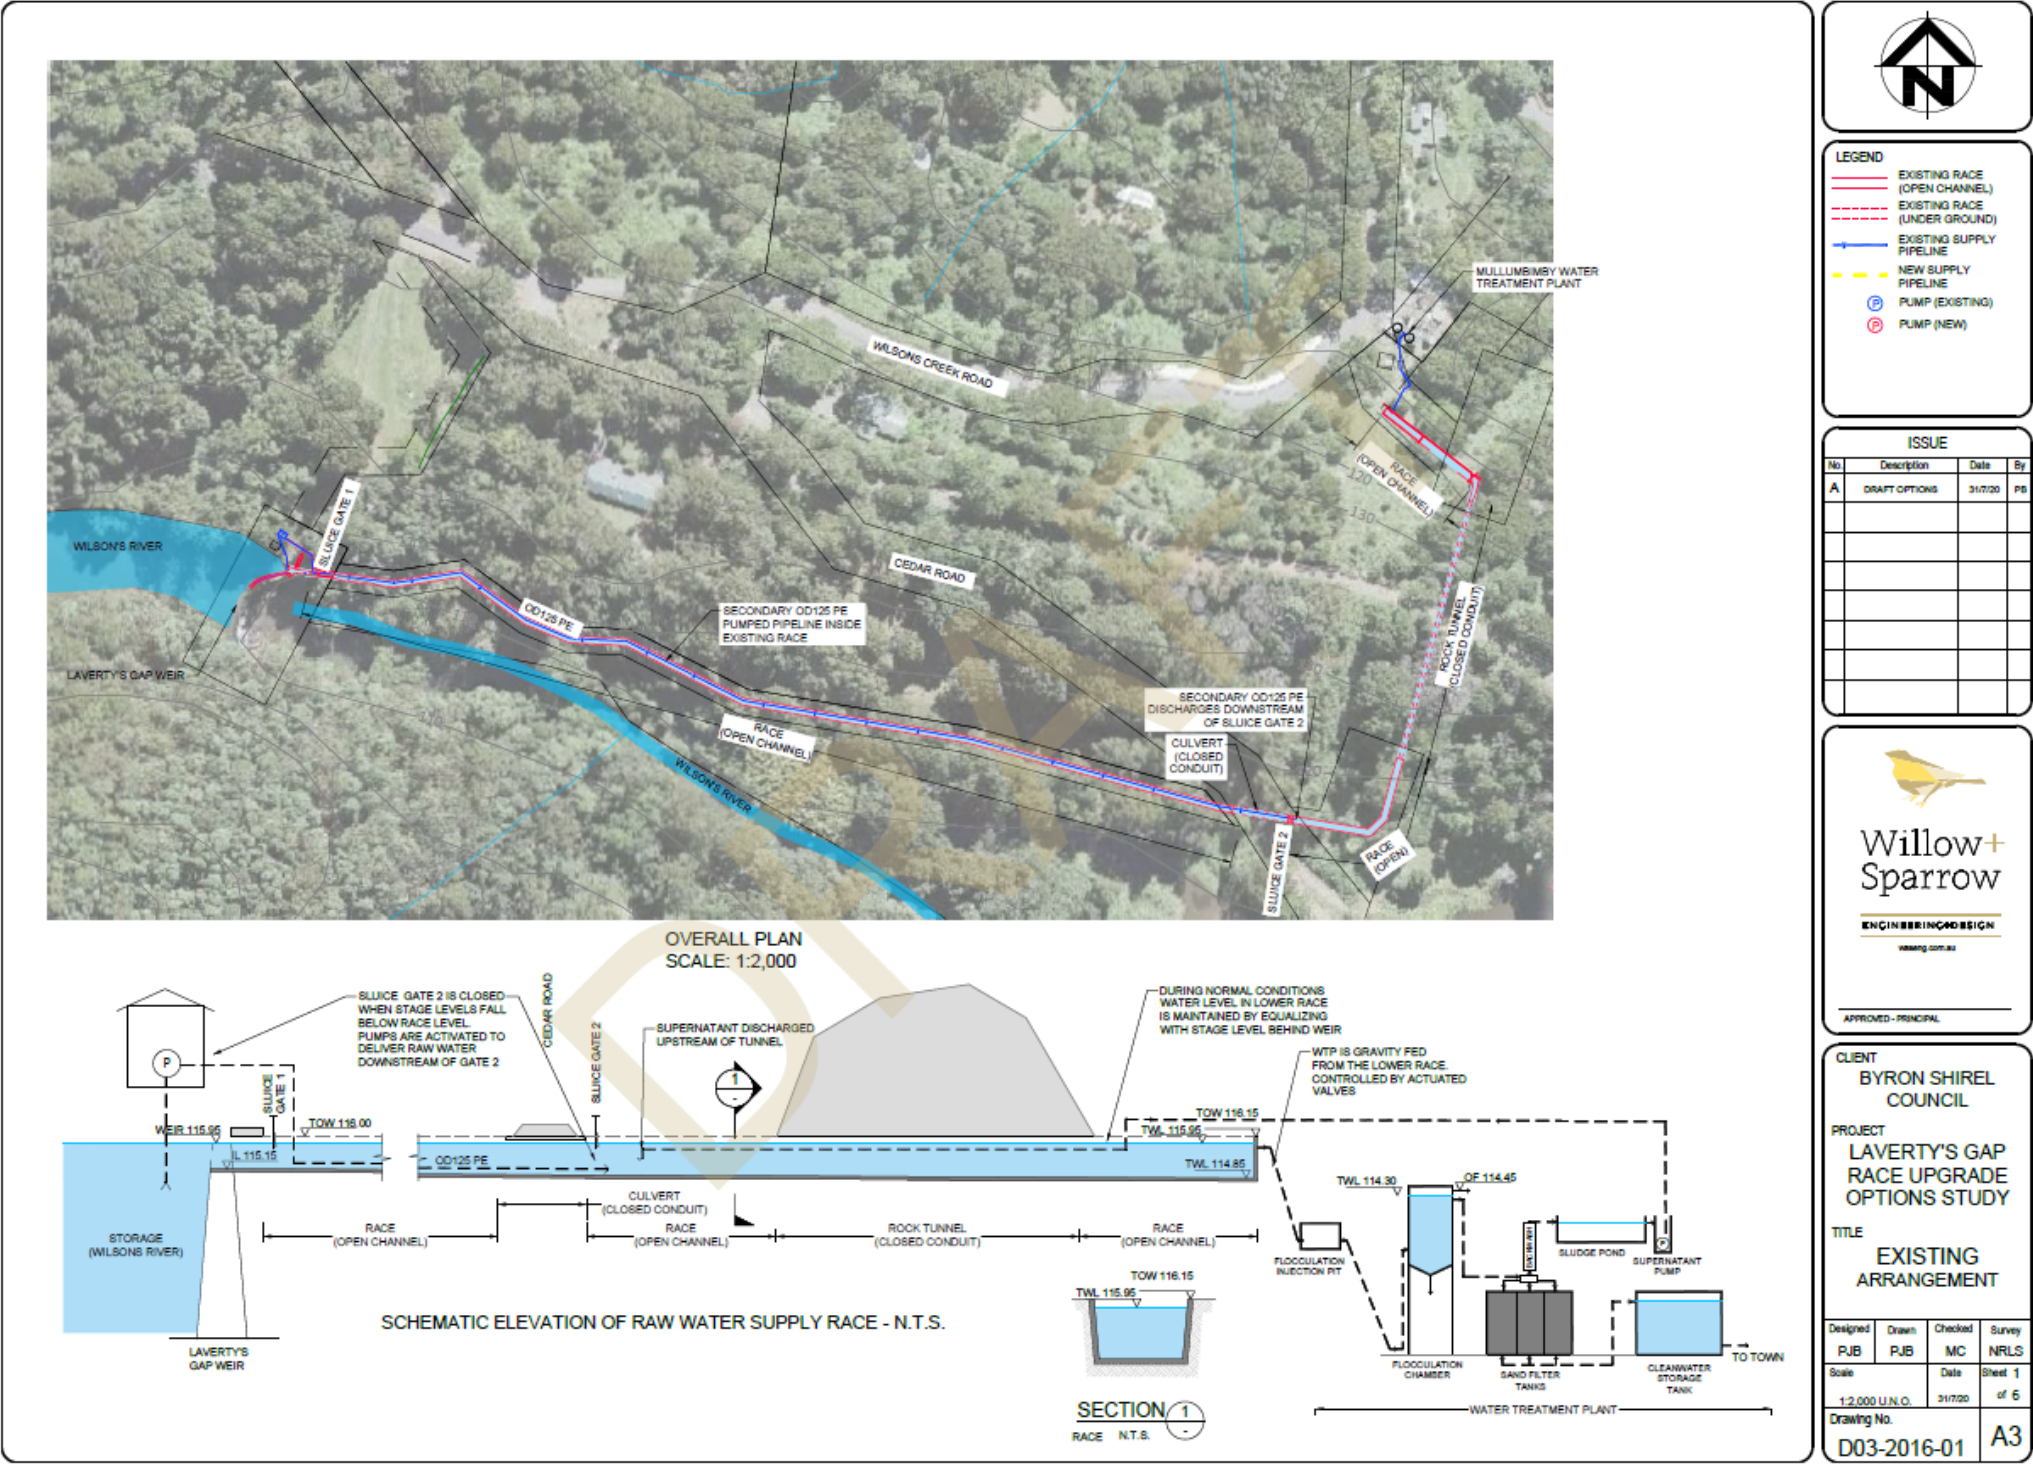 MULLUMBIMBY WATER
TREATMENT PLANT
WILSONS CREEK ROAD
RACE
(OPEN CHANNEL)
120
130
SLUICE GATE 1
WILSON'S RIVER
CEDAR ROAD
OD125 PE
SECONDARY OD125 PE
PUMPED PIPELINE INSIDE
EXISTING RACE
ROCK TUNNEL
(CLOSED CONDUIT)
LAVERTY'S GAP WEIR
SECONDARY OD125 PE
DISCHARGES DOWNSTREAM
OF SLUICE GATE 2
RACE
(OPEN CHANNEL)
CULVERT
(CLOSED
CONDUIT)
WILSON'S RIVER
SLUICE GATE 2
RACE
(OPEN)
DRAFT
OVERALL PLAN
SCALE: 1:2,000
SLUICE GATE 2 IS CLOSED
WHEN STAGE LEVELS FALL
BELOW RACE LEVEL.
PUMPS ARE ACTIVATED TO
DELIVER RAW WATER
DOWNSTREAM OF GATE 2
CEDAR ROAD
SLUICE GATE 2
SUPERNATANT DISCHARGED
UPSTREAM OF TUNNEL
DURING NORMAL CONDITIONS
WATER LEVEL IN LOWER RACE
IS MAINTAINED BY EQUALIZING
WITH STAGE LEVEL BEHIND WEIR
WTP IS GRAVITY FED
FROM THE LOWER RACE.
CONTROLLED BY ACTUATED
VALVES
P
SLUICE
GATE 1
1
-
WEIR 115.95
TOW 116.00
TOW 116.15
TWL 115.95
IL 115.15
OD125 PE
TWL 114.85
TWL 114.30
OF 114.45
CULVERT
(CLOSED CONDUIT)
RACE
(OPEN CHANNEL)
RACE
(OPEN CHANNEL)
ROCK TUNNEL
(CLOSED CONDUIT)
RACE
(OPEN CHANNEL)
STORAGE
(WILSONS RIVER)
FLOCCULATION
INJECTION PIT
BACKWASH
SLUDGE POND
P
SUPERNATANT
PUMP
TOW 116.15
TWL 115.95
SCHEMATIC ELEVATION OF RAW WATER SUPPLY RACE - N.T.S.
LAVERTY'S
GAP WEIR
FLOCCULATION
CHAMBER
SAND FILTER
TANKS
CLEANWATER
STORAGE
TANK
TO TOWN
WATER TREATMENT PLANT
SECTION 1
-
RACE N.T.S.
N
LEGEND
EXISTING RACE
(OPEN CHANNEL)
EXISTING RACE
(UNDER GROUND)
EXISTING SUPPLY
PIPELINE
NEW SUPPLY
PIPELINE
P PUMP (EXISTING)
P PUMP (NEW)
ISSUE
No. Description Date By
A DRAFT OPTIONS 31/7/20 PB
Willow+
Sparrow
ENGINEERING+DESIGN
wseng.com.au
APPROVED - PRINCIPAL
CLIENT
BYRON SHIREL
COUNCIL
PROJECT
LAVERTY'S GAP
RACE UPGRADE
OPTIONS STUDY
TITLE
EXISTING
ARRANGEMENT
Designed Drawn Checked Survey
PJB PJB MC NRLS
Scale Date Sheet 1
1:2,000 U.N.O. 31/7/20 of 6
Drawing No.
D03-2016-01 A3